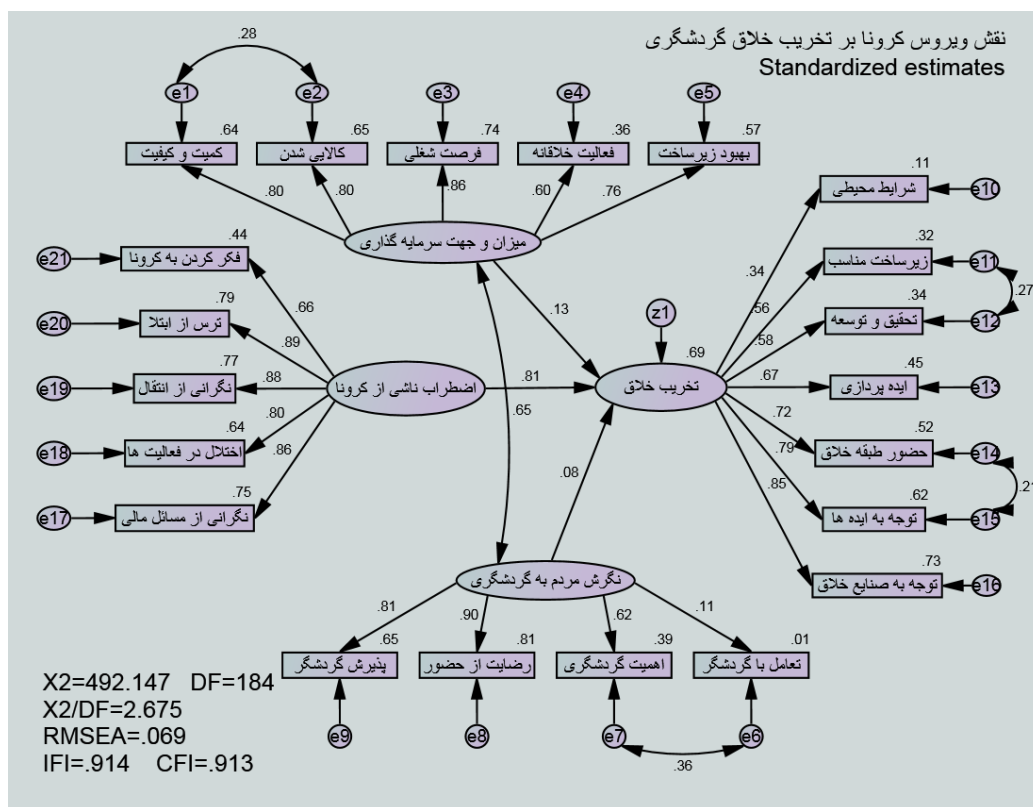 نقش ویروس کرونا بر تخریب خلاق گردشگری
Standardized estimates
.28
e1 e2 e3 e4 e5
.64 .65 .74 .36 .57
کمیت و کیفیت
کالایی شدن
فرصت شغلی
فعالیت خلاقانه
بهبود زیرساخت
.80 .80 .86 .60 .76
میزان و جهت سرمایه گذاری
.11
شرایط محیطی
e10
.32
زیرساخت مناسب
e11
.27
.34
تحقیق و توسعه
e12
.45
ایده پردازی
e13
.52
حضور طبقه خلاق
e14
.21
.62
توجه به ایده ها
e15
.73
توجه به صنایع خلاق
e16
.34
.56
.58
.67
.72
.79
.85
z1
.69
تخریب خلاق
.13
.81
.65
.08
e21
.44
فکر کردن به کرونا
.66
e20
.79
ترس از ابتلا
.89
e19
.77
نگرانی از انتقال
.88
e18
.64
اختلال در فعالیت ها
.80
e17
.75
نگرانی از مسائل مالی
.86
اضطراب ناشی از کرونا
نگرش مردم به گردشگری
.81 .90 .62 .11
.65 .81 .39 .01
پذیرش گردشگر
رضایت از حضور
اهمیت گردشگری
تعامل با گردشگر
e9 e8 e7 e6
.36
X2=492.147 DF=184
X2/DF=2.675
RMSEA=.069
IFI=.914 CFI=.913